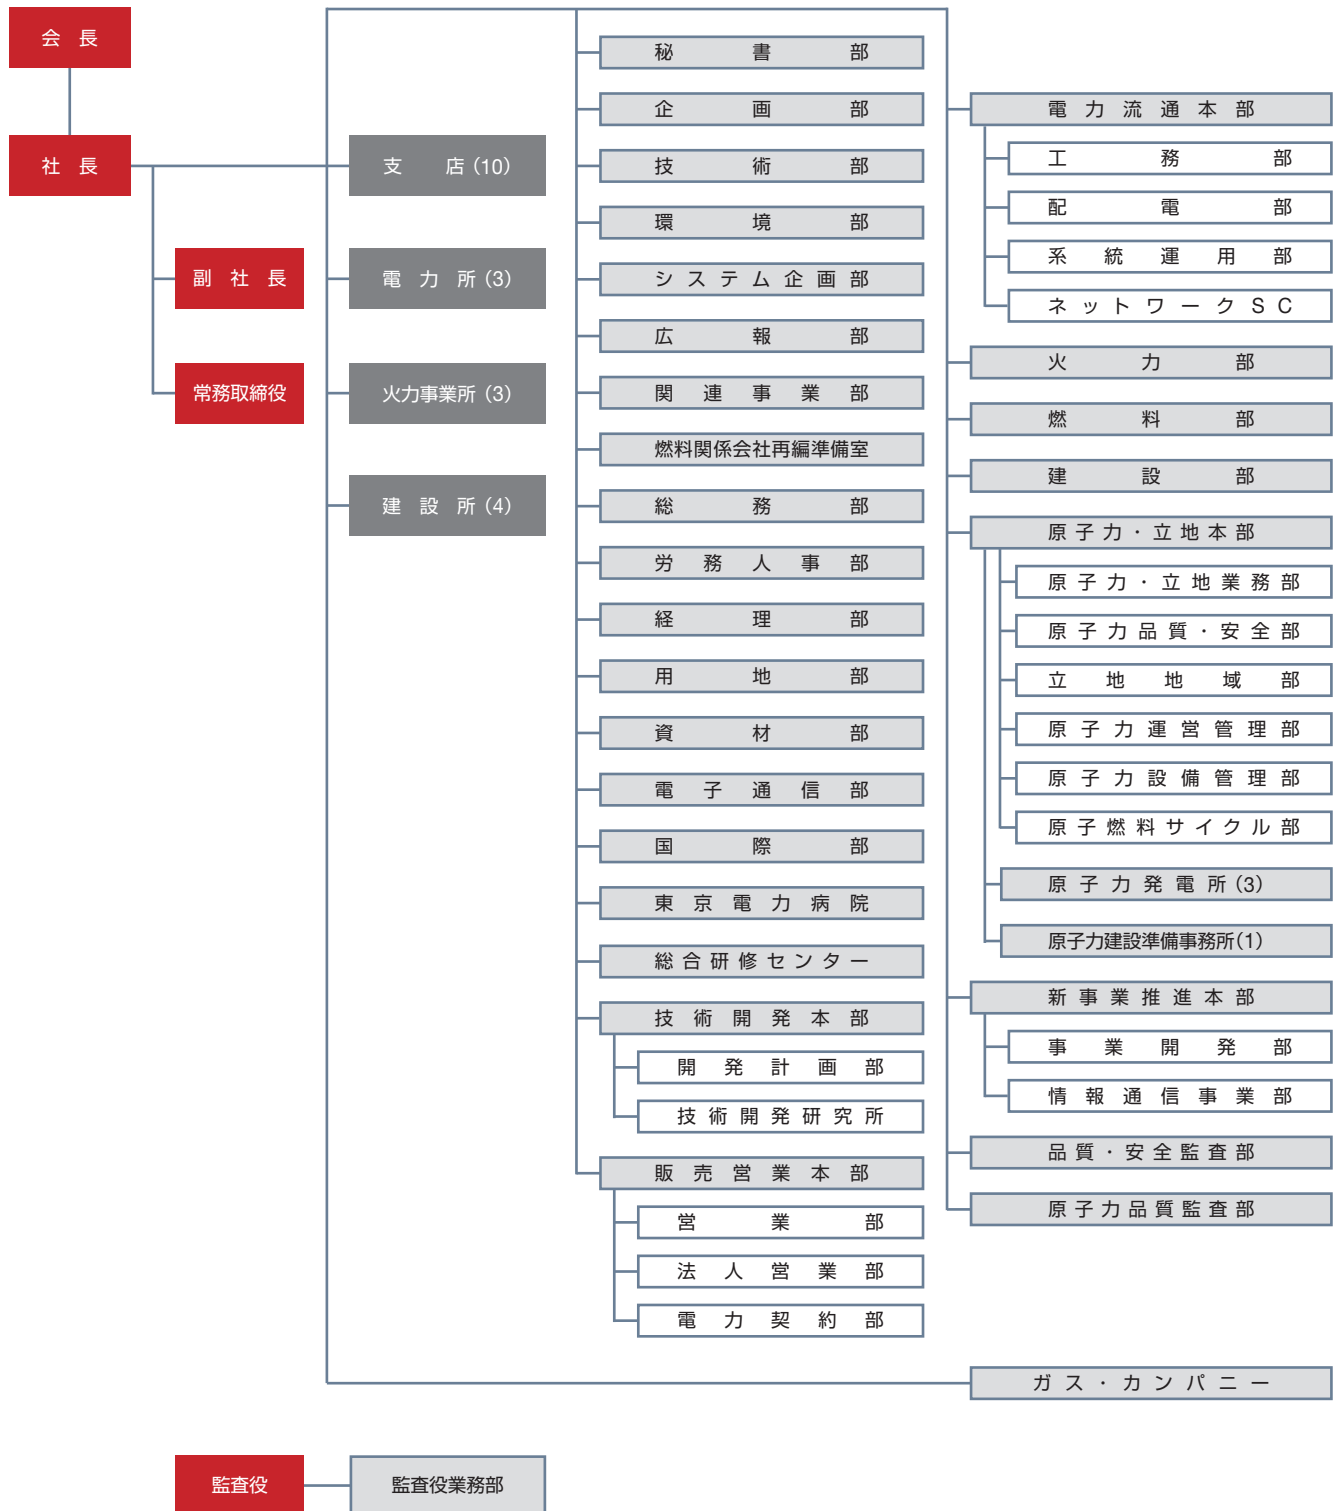 会長
社長
副社長
常務取締役
支店(10)
電力所(3)
火力事業所(3)
建設所(4)
秘書部
企画部
技術部
環境部
システム企画部
広報部
関連事業部
燃料関係会社再編準備室
総務部
労務人事部
経理部
用地部
資材部
電子通信部
国際部
東京電力病院
総合研修センター
技術開発本部
開発計画部
技術開発研究所
販売営業本部
営業部
法人営業部
電力契約部
電力流通本部
工務部
配電部
系統運用部
ネットワークSC
火力部
燃料部
建設部
原子力・立地本部
原子力・立地業務部
原子力品質・安全部
立地地域部
原子力運営管理部
原子力設備管理部
原子燃料サイクル部
原子力発電所(3)
原子力建設準備事務所(1)
新事業推進本部
事業開発部
情報通信事業部
品質・安全監査部
原子力品質監査部
ガス・カンパニー
監査役
監査役業務部